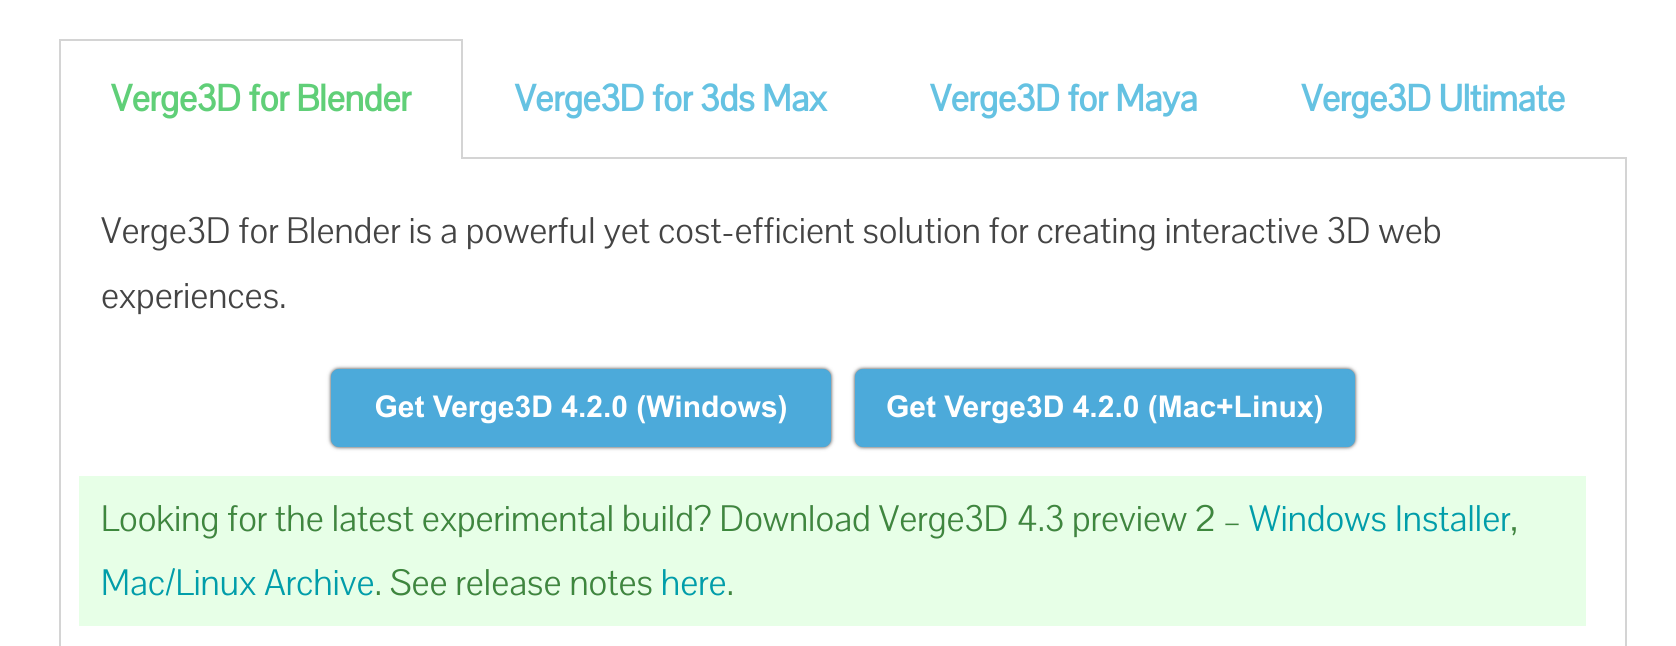 Verge3D for Blender Verge3D for 3ds Max Verge3D for Maya Verge3D Ultimate
Verge3D for Blender is a powerful yet cost-efficient solution for creating interactive 3D web
experiences.
Get Verge3D 4.2.0 (Windows) Get Verge3D 4.2.0 (Mac+Linux)
Looking for the latest experimental build? Download Verge3D 4.3 preview 2 – Windows Installer,
Mac/Linux Archive. See release notes here.